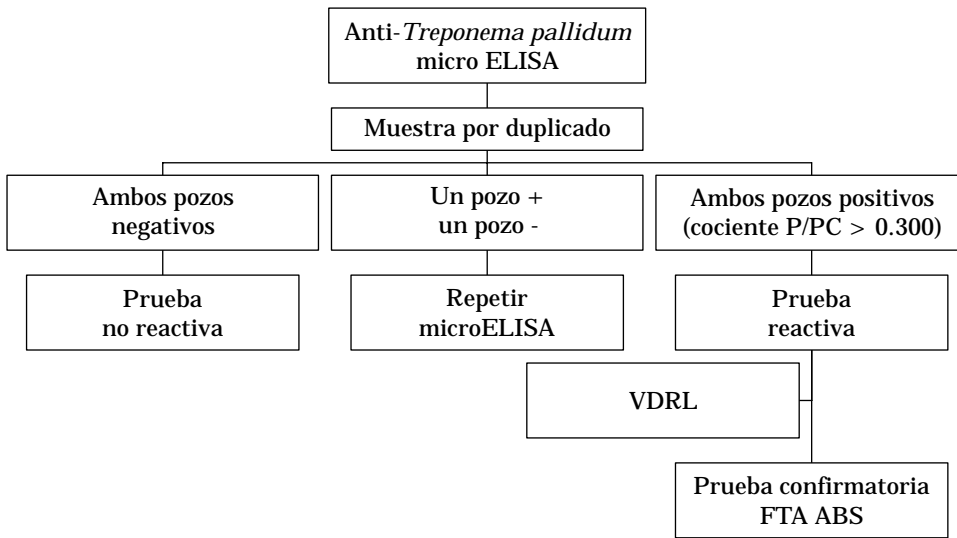 Anti-Treponema pallidum
micro ELISA
Muestra por duplicado
Ambos pozos
negativos
Un pozo +
un pozo -
Ambos pozos positivos
(cociente P/PC > 0.300)
Prueba
no reactiva
Repetir
microELISA
Prueba
reactiva
VDRL
Prueba confirmatoria
FTA ABS